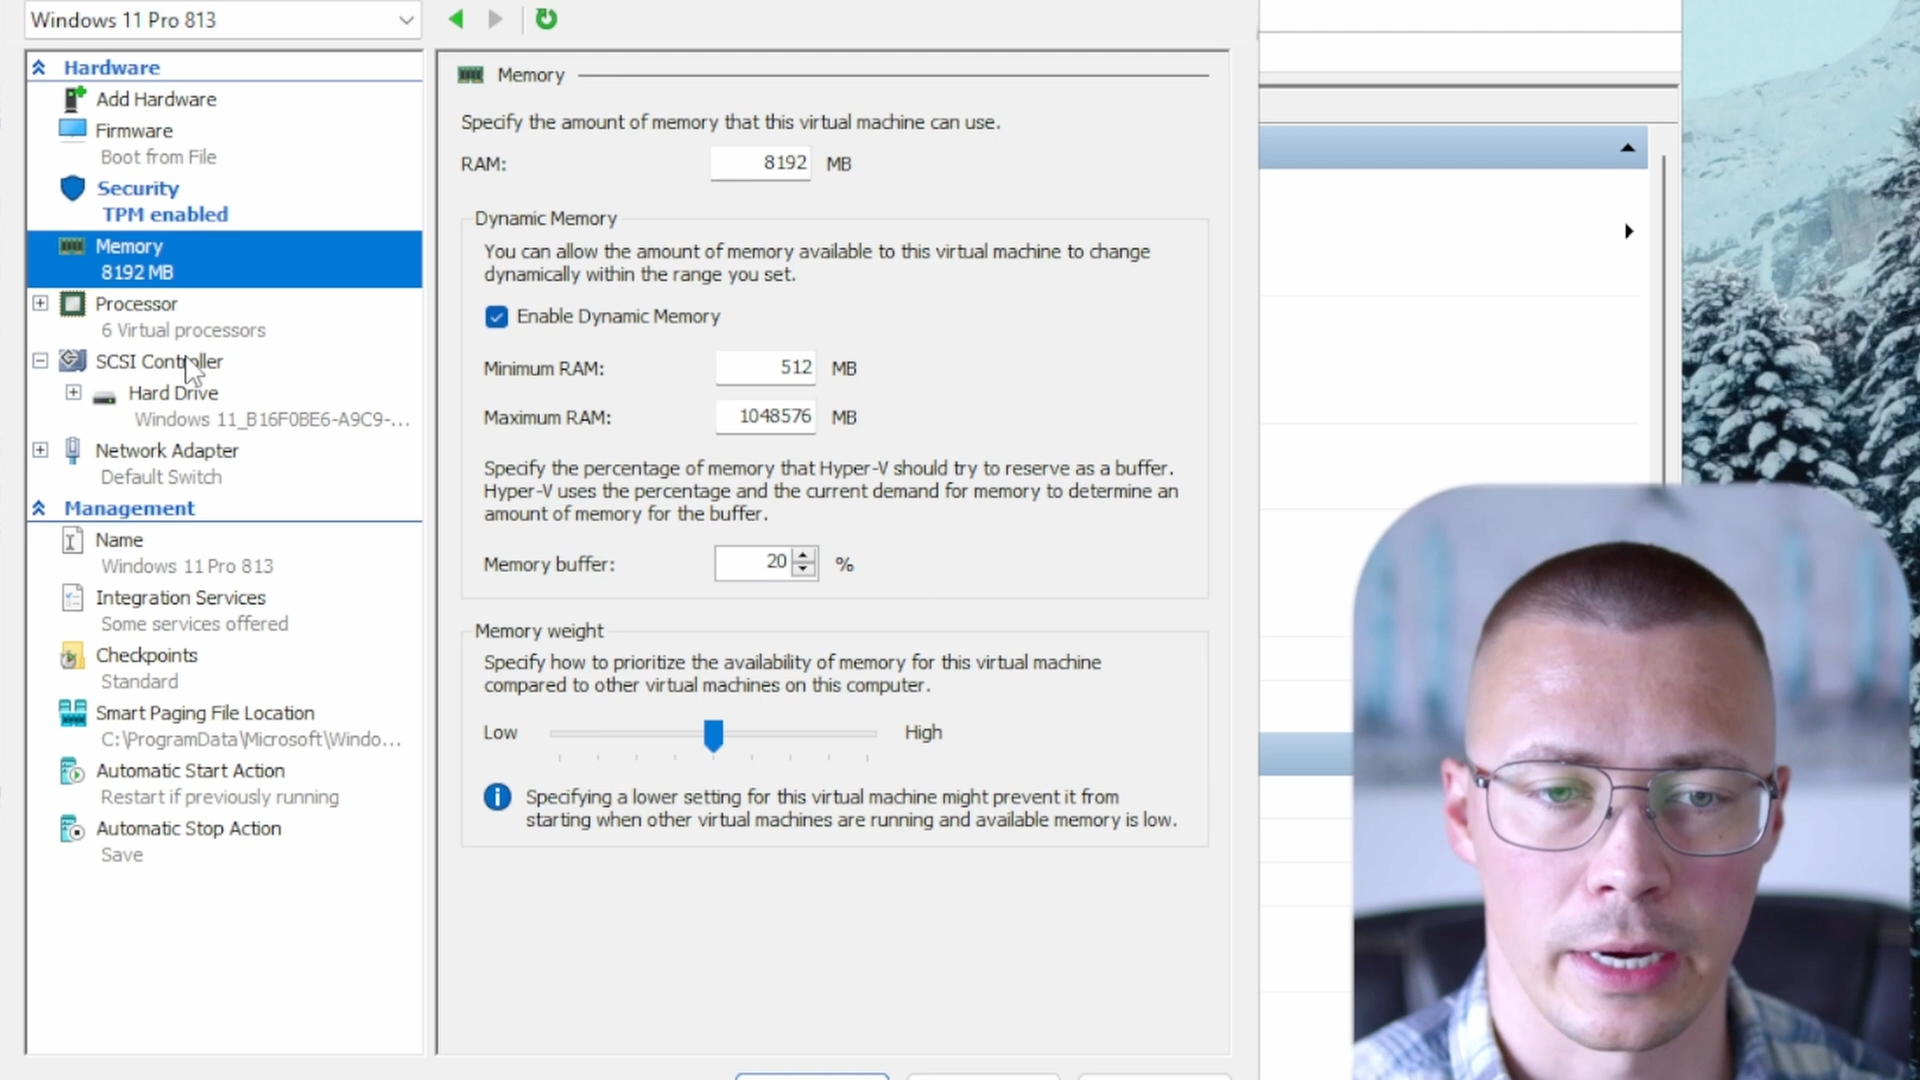 Windows 11 Pro 813
Hardware
Add Hardware
Firmware
Boot from File
Security
TPM enabled
Memory
8192 MB
Processor
6 Virtual processors
SCSI Controller
Hard Drive
Windows 11_B16F0BE6-A9C9-...
Network Adapter
Default Switch
Management
Name
Windows 11 Pro 813
Integration Services
Some services offered
Checkpoints
Standard
Smart Paging File Location
C:\ProgramData\Microsoft\Windo...
Automatic Start Action
Restart if previously running
Automatic Stop Action
Save
Memory
Specify the amount of memory that this virtual machine can use.
RAM: 8192 MB
Dynamic Memory
You can allow the amount of memory available to this virtual machine to change
dynamically within the range you set.
Enable Dynamic Memory
Minimum RAM: 512 MB
Maximum RAM: 1048576 MB
Specify the percentage of memory that Hyper-V should try to reserve as a buffer.
Hyper-V uses the percentage and the current demand for memory to determine an
amount of memory for the buffer.
Memory buffer: 20 %
Memory weight
Specify how to prioritize the availability of memory for this virtual machine
compared to other virtual machines on this computer.
Low High
Specifying a lower setting for this virtual machine might prevent it from
starting when other virtual machines are running and available memory is low.